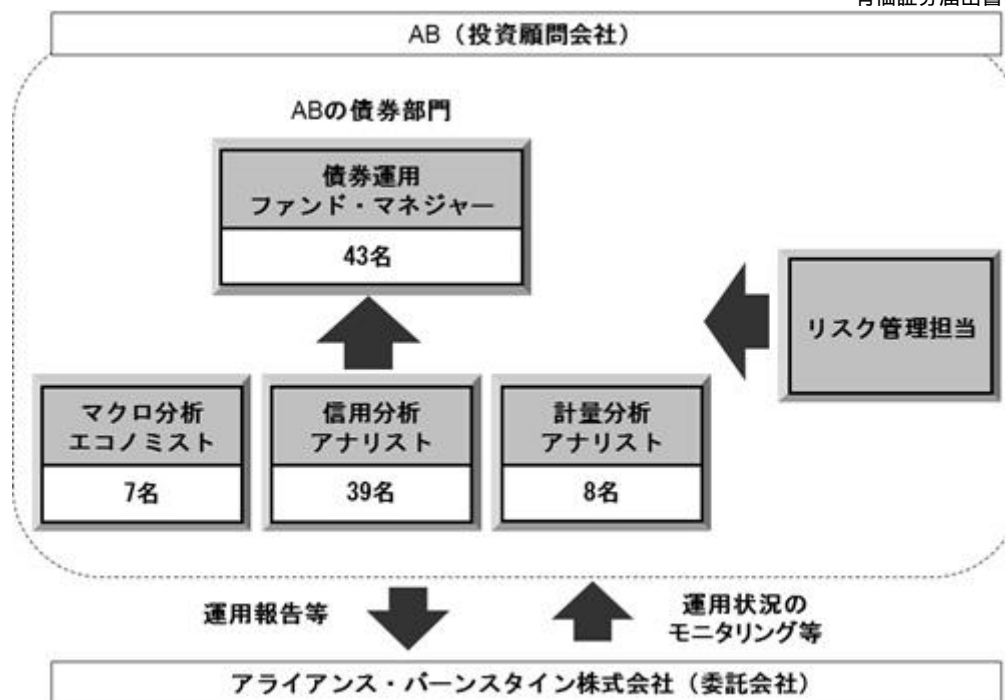 有価証券届出書
AB（投資顧問会社）
ABの債券部門
債券運用
ファンド・マネジャー
43名
リスク管理担当
マクロ分析
エコノミスト
7名
信用分析
アナリスト
39名
計量分析
アナリスト
8名
運用報告等
運用状況の
モニタリング等
アライアンス・バーンスタイン株式会社（委託会社）